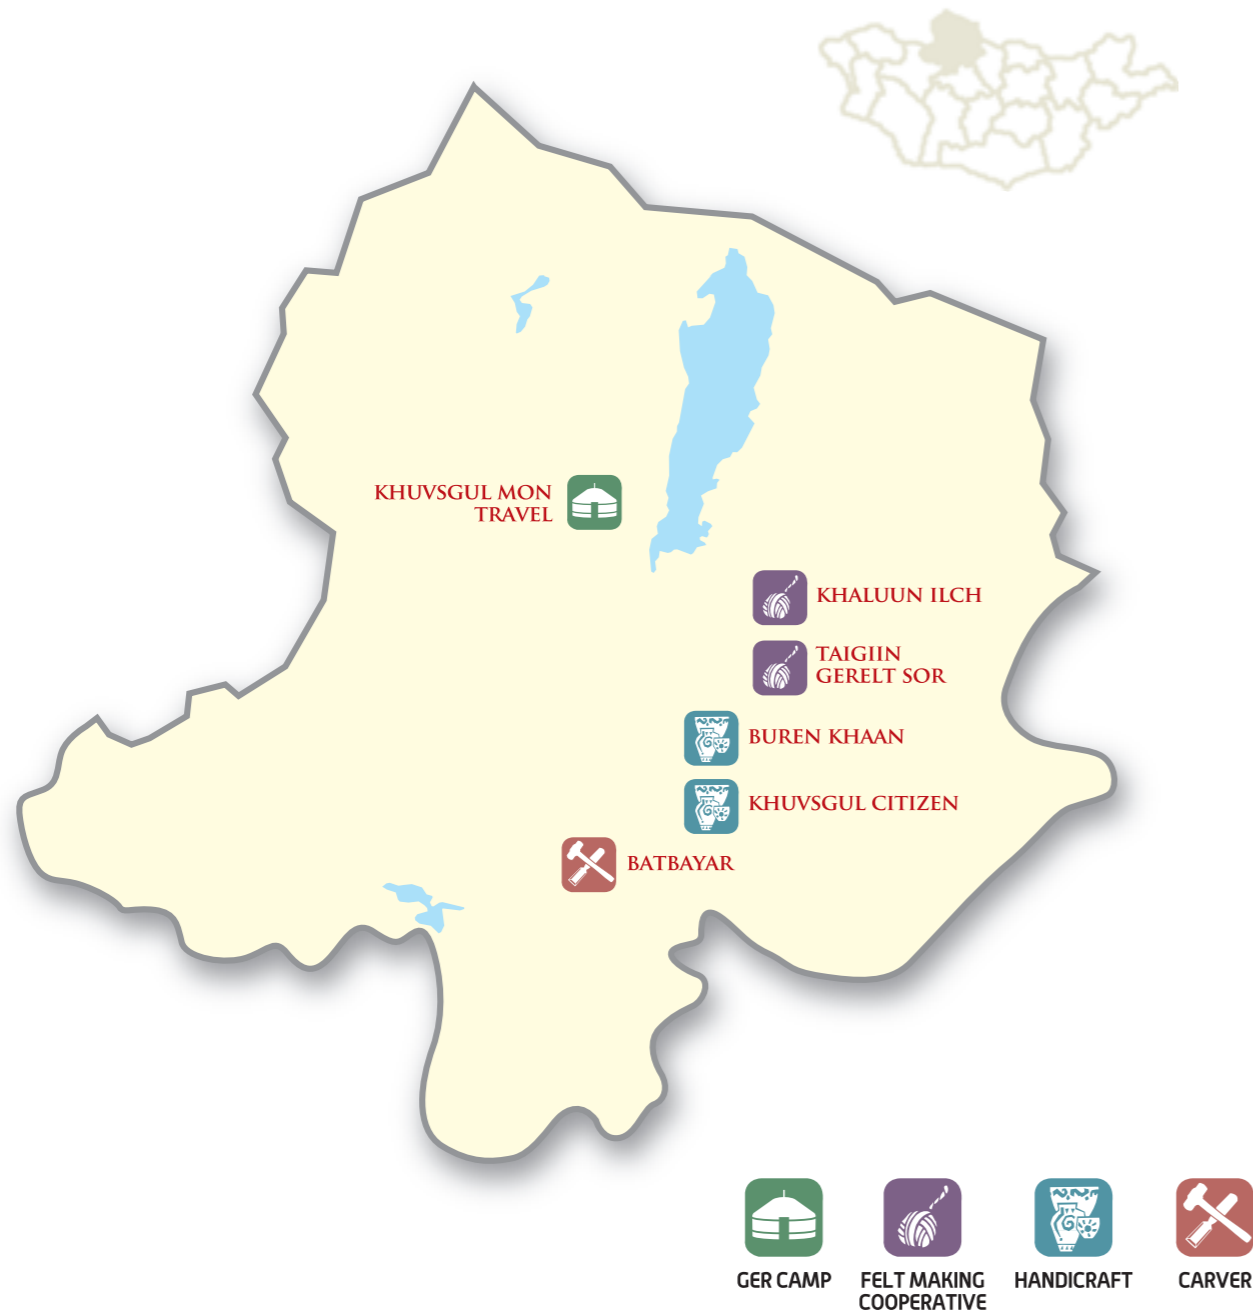 KHUVSGUL MON
TRAVEL
KHALUUN ILCH
TAIGIIN
GERELT SOR
BUREN KHAAN
KHUVSGUL CITIZEN
BATBAYAR
GER CAMP
FELT MAKING
COOPERATIVE
HANDICRAFT
CARVER